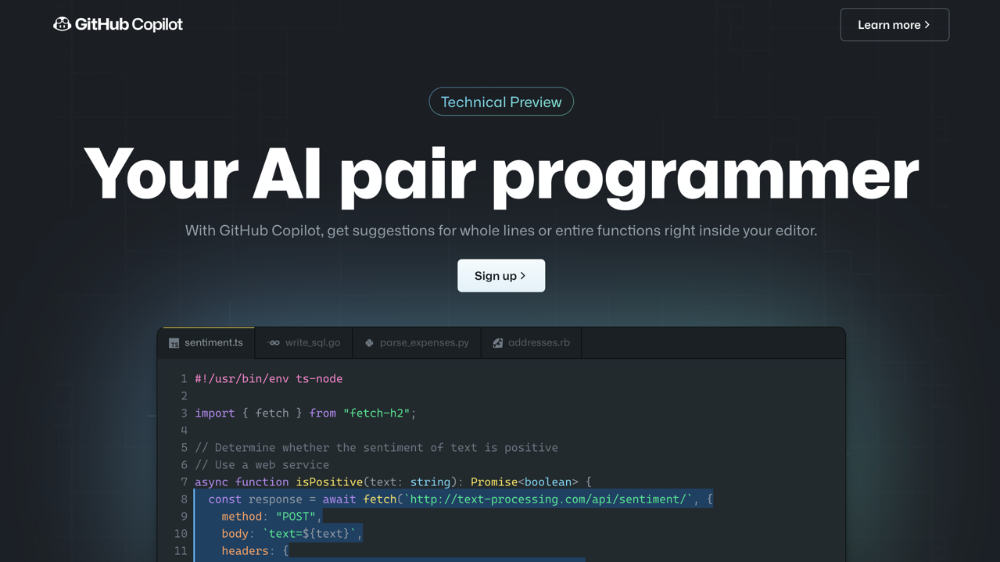 GitHub Copilot
Learn more
Technical Preview
Your AI pair programmer
With GitHub Copilot, get suggestions for whole lines or entire functions right inside your editor.
Sign up
sentiment.ts
write_sql.go
parse_expenses.py
addresses.rb
1 #!/usr/bin/env ts-node
2
3 import { fetch } from "fetch-h2";
4
5 // Determine whether the sentiment of text is positive
6 // Use a web service
7 async function isPositive(text: string): Promise<boolean> {
8   const response = await fetch(`http://text-processing.com/api/sentiment/`, {
9     method: "POST",
10     body: `text=${text}`,
11     headers: {